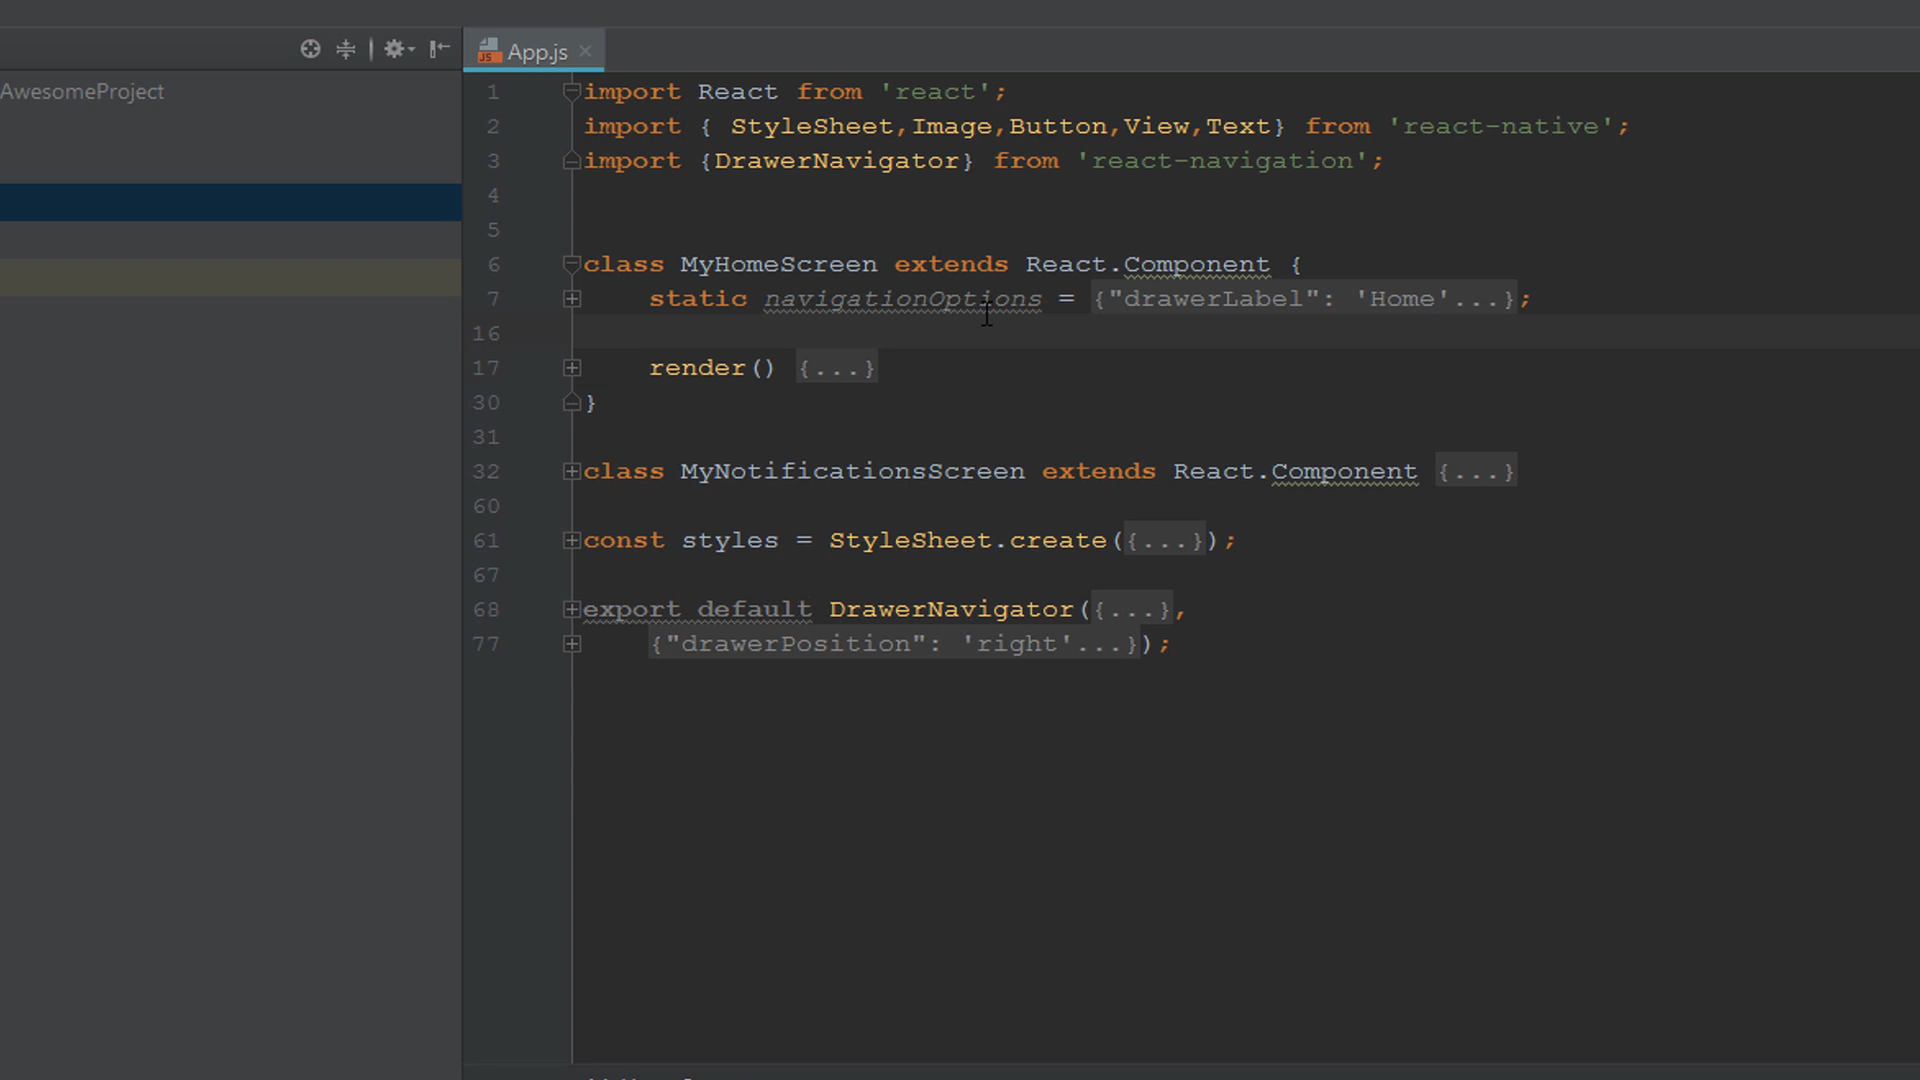 App.js
AwesomeProject
1 import React from 'react';
2 import { StyleSheet,Image,Button,View,Text} from 'react-native';
3 import {DrawerNavigator} from 'react-navigation';
4
5
6 class MyHomeScreen extends React.Component {
7 static navigationOptions = {"drawerLabel": 'Home'...};
16
17 render() {...}
30 }
31
32 class MyNotificationsScreen extends React.Component {...}
60
61 const styles = StyleSheet.create({...});
67
68 export default DrawerNavigator({...},
77 {"drawerPosition": 'right'...});